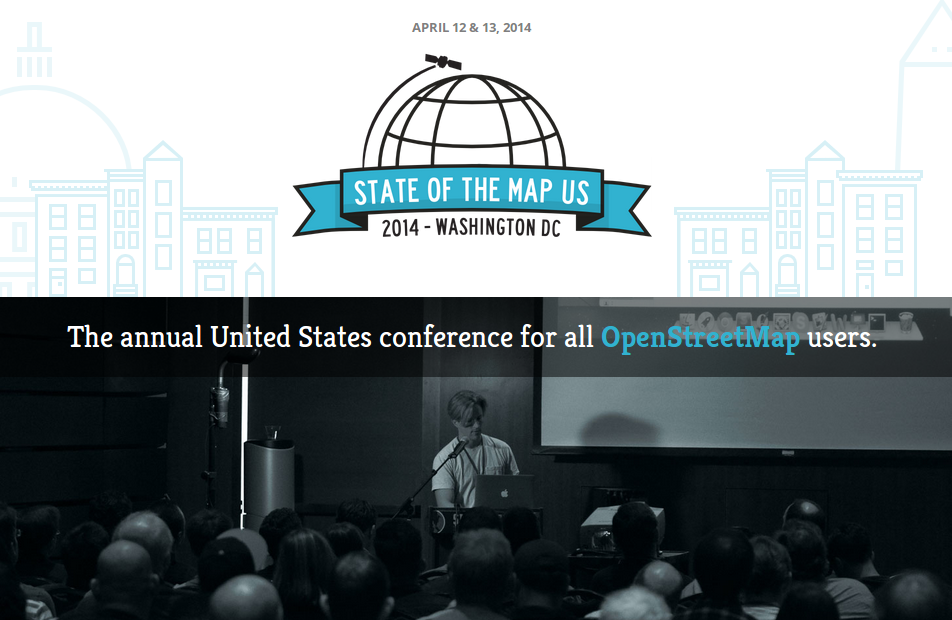 APRIL 12 & 13, 2014
STATE OF THE MAP US
2014 - WASHINGTON DC
The annual United States conference for all OpenStreetMap users.